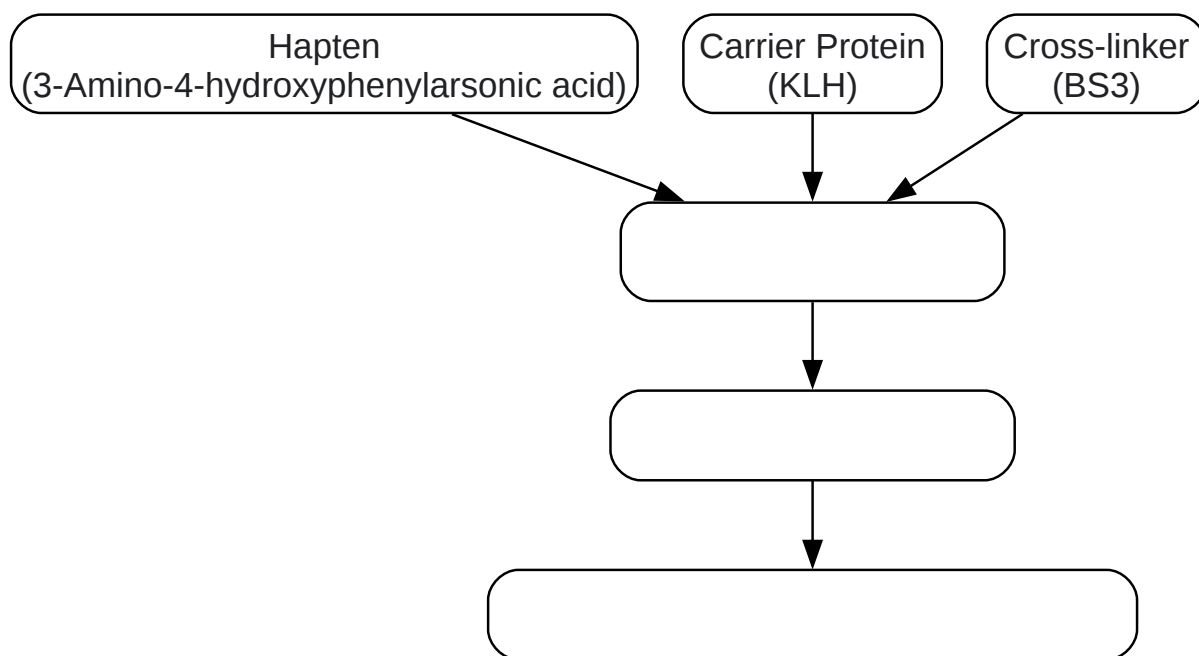 Hapten
(3-Amino-4-hydroxyphenylarsonic acid)
Carrier Protein
(KLH)
Cross-linker
(BS3)